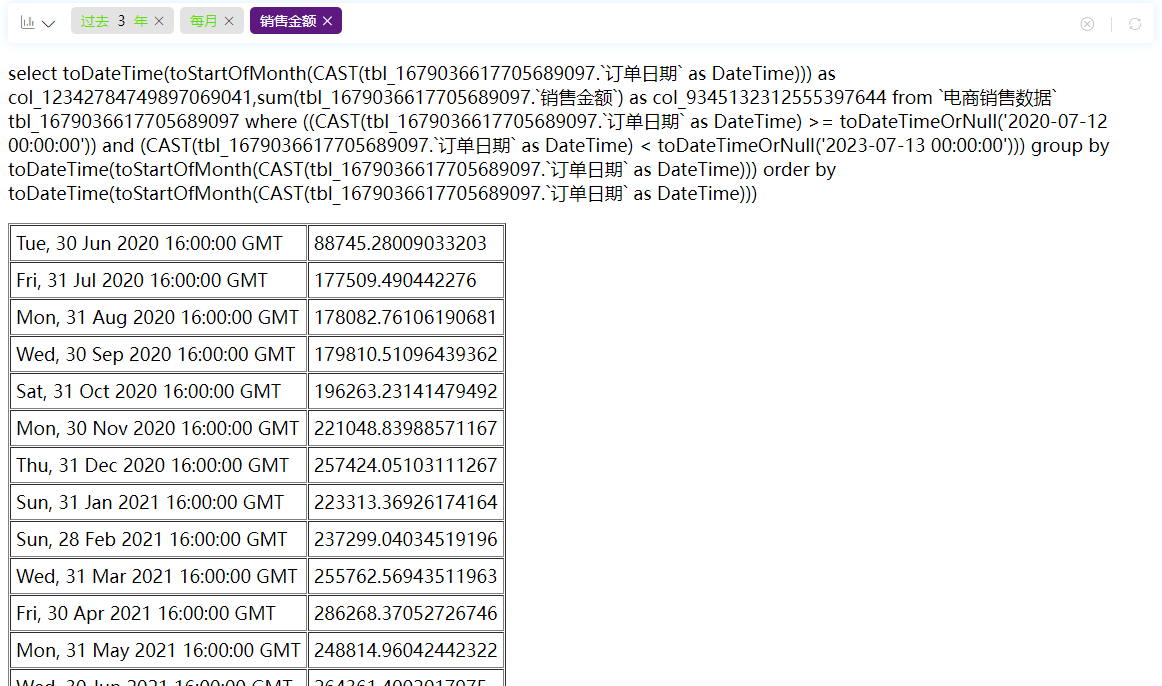 过去 3 年 × 每月 × 销售金额 ×
select toDateTime(toStartOfMonth(CAST(tbl_1679036617705689097.`订单日期` as DateTime))) as
col_12342784749897069041,sum(tbl_1679036617705689097.`销售金额`) as col_9345132312555397644 from `电商销售数据`
tbl_1679036617705689097 where ((CAST(tbl_1679036617705689097.`订单日期` as DateTime) >= toDateTimeOrNull('2020-07-12
00:00:00')) and (CAST(tbl_1679036617705689097.`订单日期` as DateTime) < toDateTimeOrNull('2023-07-13 00:00:00'))) group by
toDateTime(toStartOfMonth(CAST(tbl_1679036617705689097.`订单日期` as DateTime))) order by
toDateTime(toStartOfMonth(CAST(tbl_1679036617705689097.`订单日期` as DateTime)))
Tue, 30 Jun 2020 16:00:00 GMT 88745.28009033203
Fri, 31 Jul 2020 16:00:00 GMT 177509.490442276
Mon, 31 Aug 2020 16:00:00 GMT 178082.76106190681
Wed, 30 Sep 2020 16:00:00 GMT 179810.51096439362
Sat, 31 Oct 2020 16:00:00 GMT 196263.23141479492
Mon, 30 Nov 2020 16:00:00 GMT 221048.83988571167
Thu, 31 Dec 2020 16:00:00 GMT 257424.05103111267
Sun, 31 Jan 2021 16:00:00 GMT 223313.36926174164
Sun, 28 Feb 2021 16:00:00 GMT 237299.04034519196
Wed, 31 Mar 2021 16:00:00 GMT 255762.56943511963
Fri, 30 Apr 2021 16:00:00 GMT 286268.37052726746
Mon, 31 May 2021 16:00:00 GMT 248814.96042442322
Wed, 30 Jun 2021 16:00:00 GMT